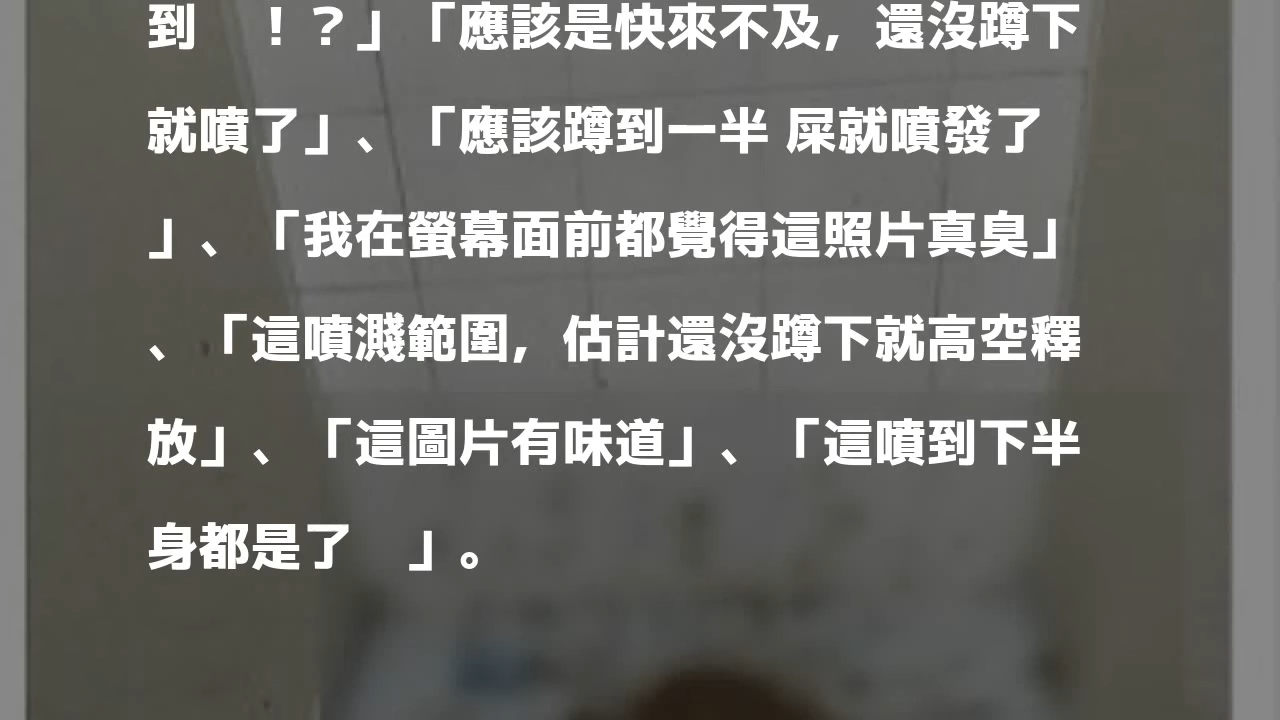 到　！？」「應該是快來不及，還沒蹲下
就噴了」、「應該蹲到一半 屎就噴發了
」、「我在螢幕面前都覺得這照片真臭」
、「這噴濺範圍，估計還沒蹲下就高空釋
放」、「這圖片有味道」、「這噴到下半
身都是了　」。